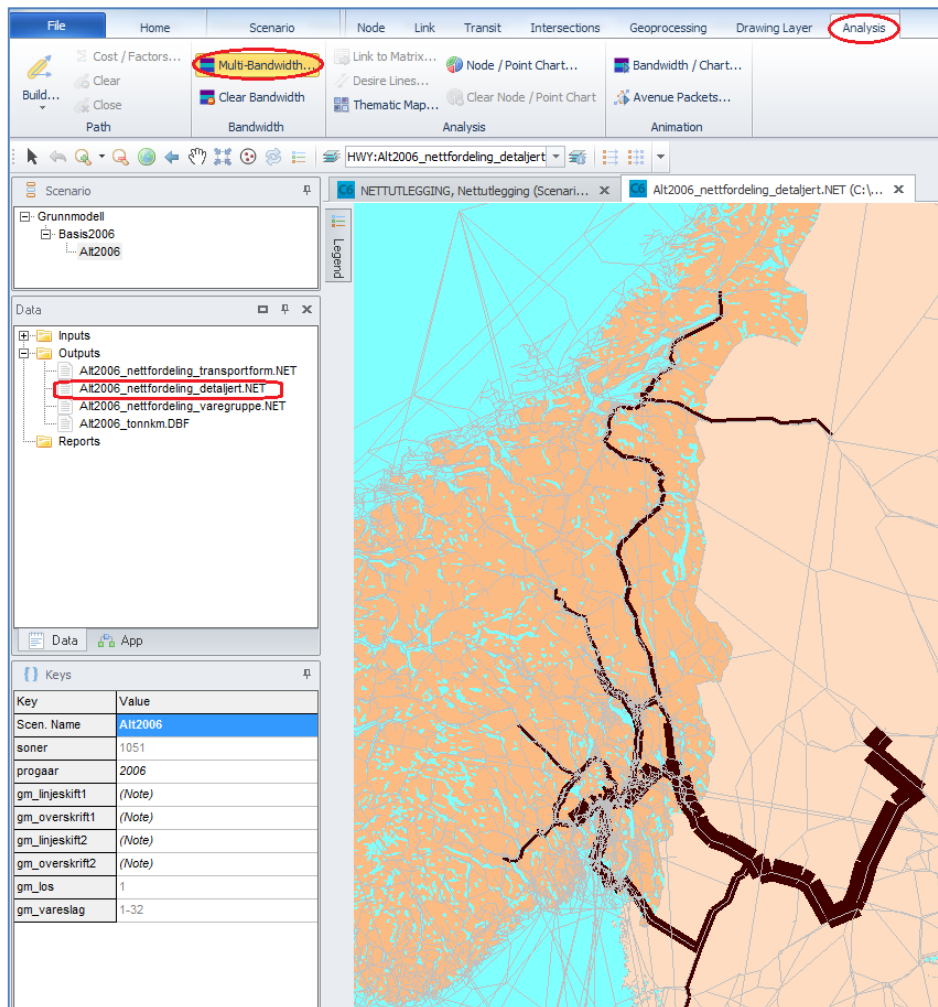 File Home Scenario Node Link Transit Intersections Geoprocessing Drawing Layer Analysis
Build...
Cost / Factors...
Clear
Close
Path
Multi-Bandwidth...
Clear Bandwidth
Bandwidth
Link to Matrix...
Desire Lines...
Thematic Map...
Node / Point Chart...
Clear Node / Point Chart
Analysis
Bandwidth / Chart...
Avenue Packets...
Animation
HWY:Alt2006_nettfordeling_detaljert
Scenario
Grunnmodell
Basis2006
Alt2006
C6 NETTUTLEGGING, Nettutlegging (Scenari...
C6 Alt2006_nettfordeling_detaljert.NET (C:\...
Legend
Data
Inputs
Outputs
Alt2006_nettfordeling_transportform.NET
Alt2006_nettfordeling_detaljert.NET
Alt2006_nettfordeling_varegruppe.NET
Alt2006_tonnkm.DBF
Reports
Data App
Keys
Key Value
Scen. Name Alt2006
soner 1051
progaar 2006
gm_linjeskift1 (Note)
gm_overskrift1 (Note)
gm_linjeskift2 (Note)
gm_overskrift2 (Note)
gm_los 1
gm_vareslag 1-32